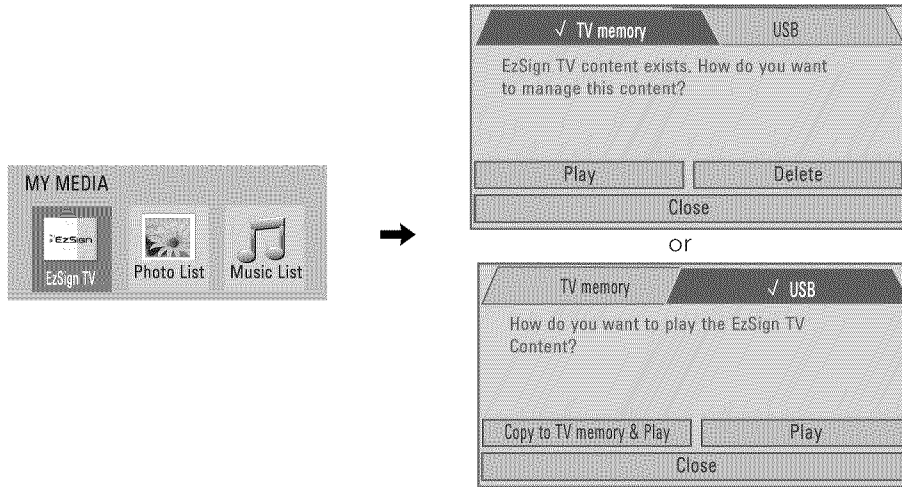 MY MEDIA
EzSign
EzSign TV
Photo List
Music List
√ TV memory
USB
EzSign TV content exists. How do you want
to manage this content?
Play
Delete
Close
or
TV memory
√ USB
How do you want to play the EzSign TV
Content?
Copy to TV memory & Play
Play
Close